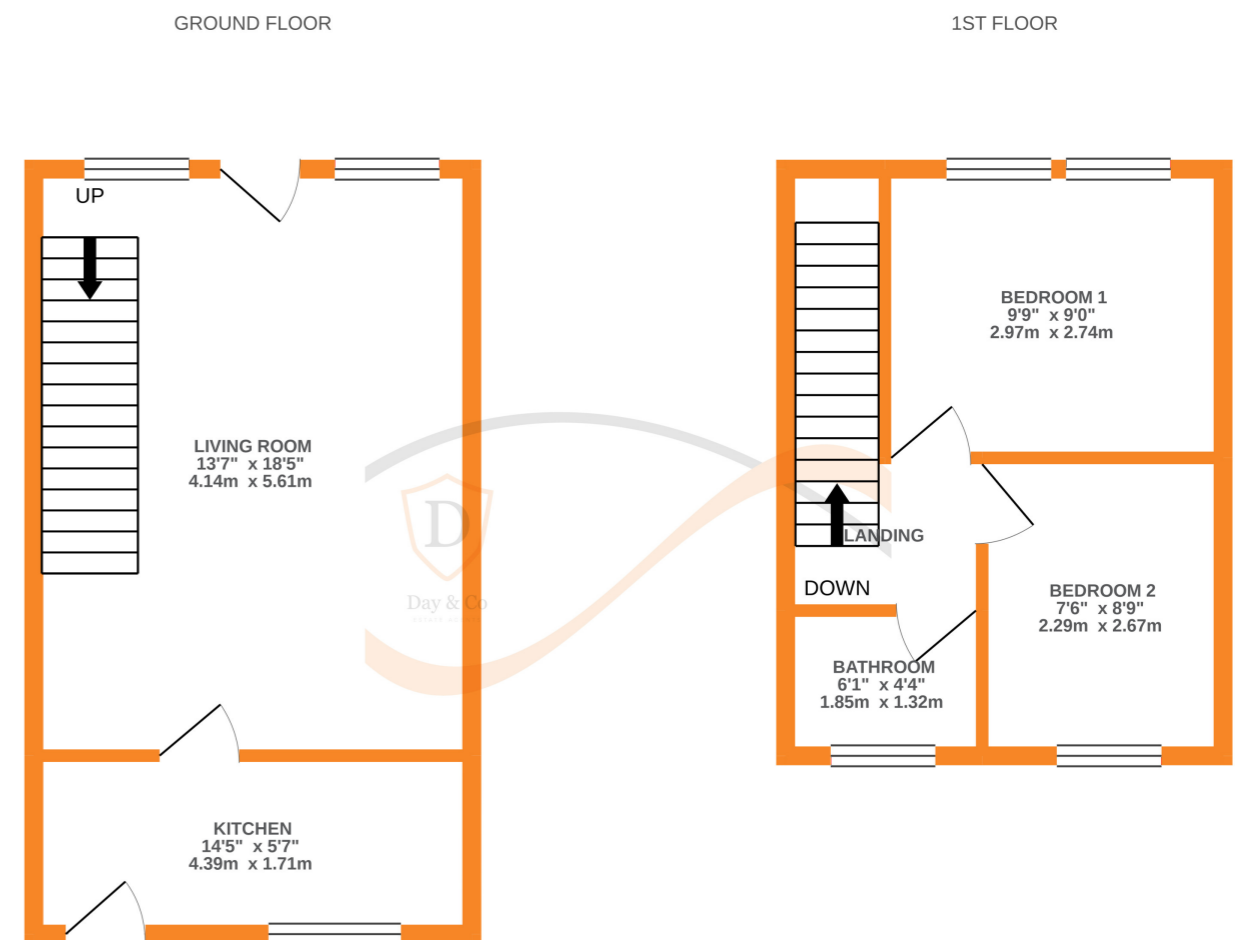 GROUND FLOOR
1ST FLOOR
UP
LIVING ROOM
13'7" x 18'5"
4.14m x 5.61m
KITCHEN
14'5" x 5'7"
4.39m x 1.71m
BEDROOM 1
9'9" x 9'0"
2.97m x 2.74m
LANDING
DOWN
BEDROOM 2
7'6" x 8'9"
2.29m x 2.67m
BATHROOM
6'1" x 4'4"
1.85m x 1.32m
D
Day & Co